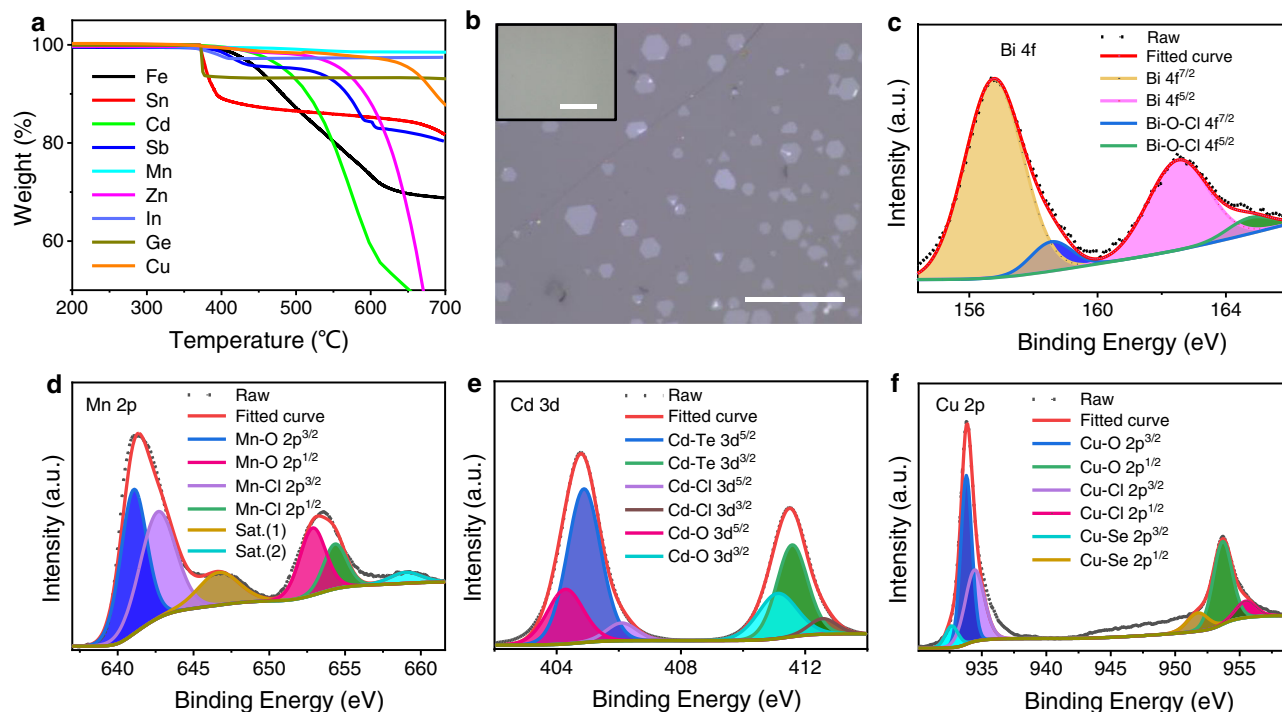 a
100
80
60
Weight (%)
Fe
Sn
Cd
Sb
Mn
Zn
In
Ge
Cu
200 300 400 500 600 700
Temperature (℃)
b
c
Bi 4f
Raw
Fitted curve
Bi 4f7/2
Bi 4f5/2
Bi-O-Cl 4f7/2
Bi-O-Cl 4f5/2
Intensity (a.u.)
156 160 164
Binding Energy (eV)
d
Mn 2p
Raw
Fitted curve
Mn-O 2p3/2
Mn-O 2p1/2
Mn-Cl 2p3/2
Mn-Cl 2p1/2
Sat.(1)
Sat.(2)
Intensity (a.u.)
640 645 650 655 660
Binding Energy (eV)
e
Cd 3d
Raw
Fitted curve
Cd-Te 3d5/2
Cd-Te 3d3/2
Cd-Cl 3d5/2
Cd-Cl 3d3/2
Cd-O 3d5/2
Cd-O 3d3/2
Intensity (a.u.)
404 408 412
Binding Energy (eV)
f
Cu 2p
Raw
Fitted curve
Cu-O 2p3/2
Cu-O 2p1/2
Cu-Cl 2p3/2
Cu-Cl 2p1/2
Cu-Se 2p3/2
Cu-Se 2p1/2
Intensity (a.u.)
935 940 945 950 955
Binding Energy (eV)